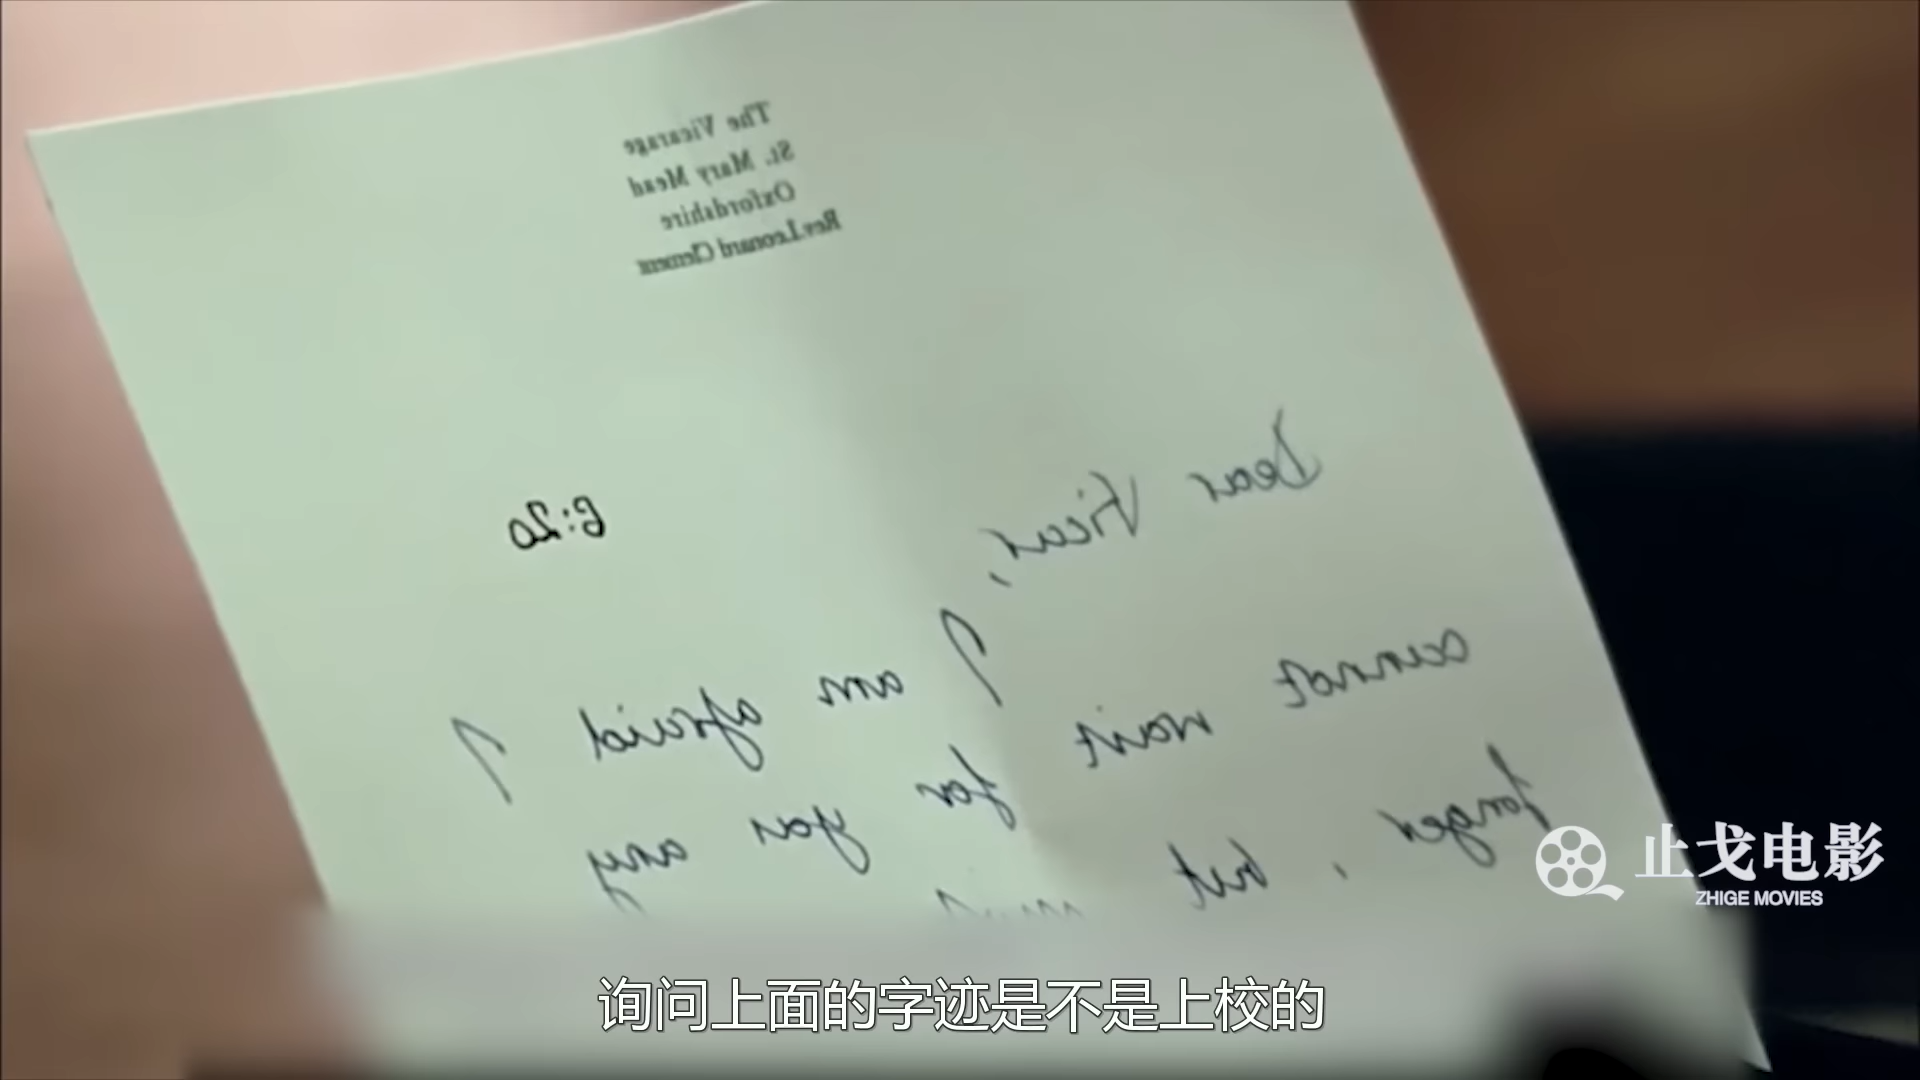 The Vicarage
St. Mary Mead
Oxfordshire
Rev. Leonard Clement
6:20
Dear Vicar,
I am afraid I
cannot wait for you any
longer, but must
止戈电影
ZHIGE MOVIES
询问上面的字迹是不是上校的